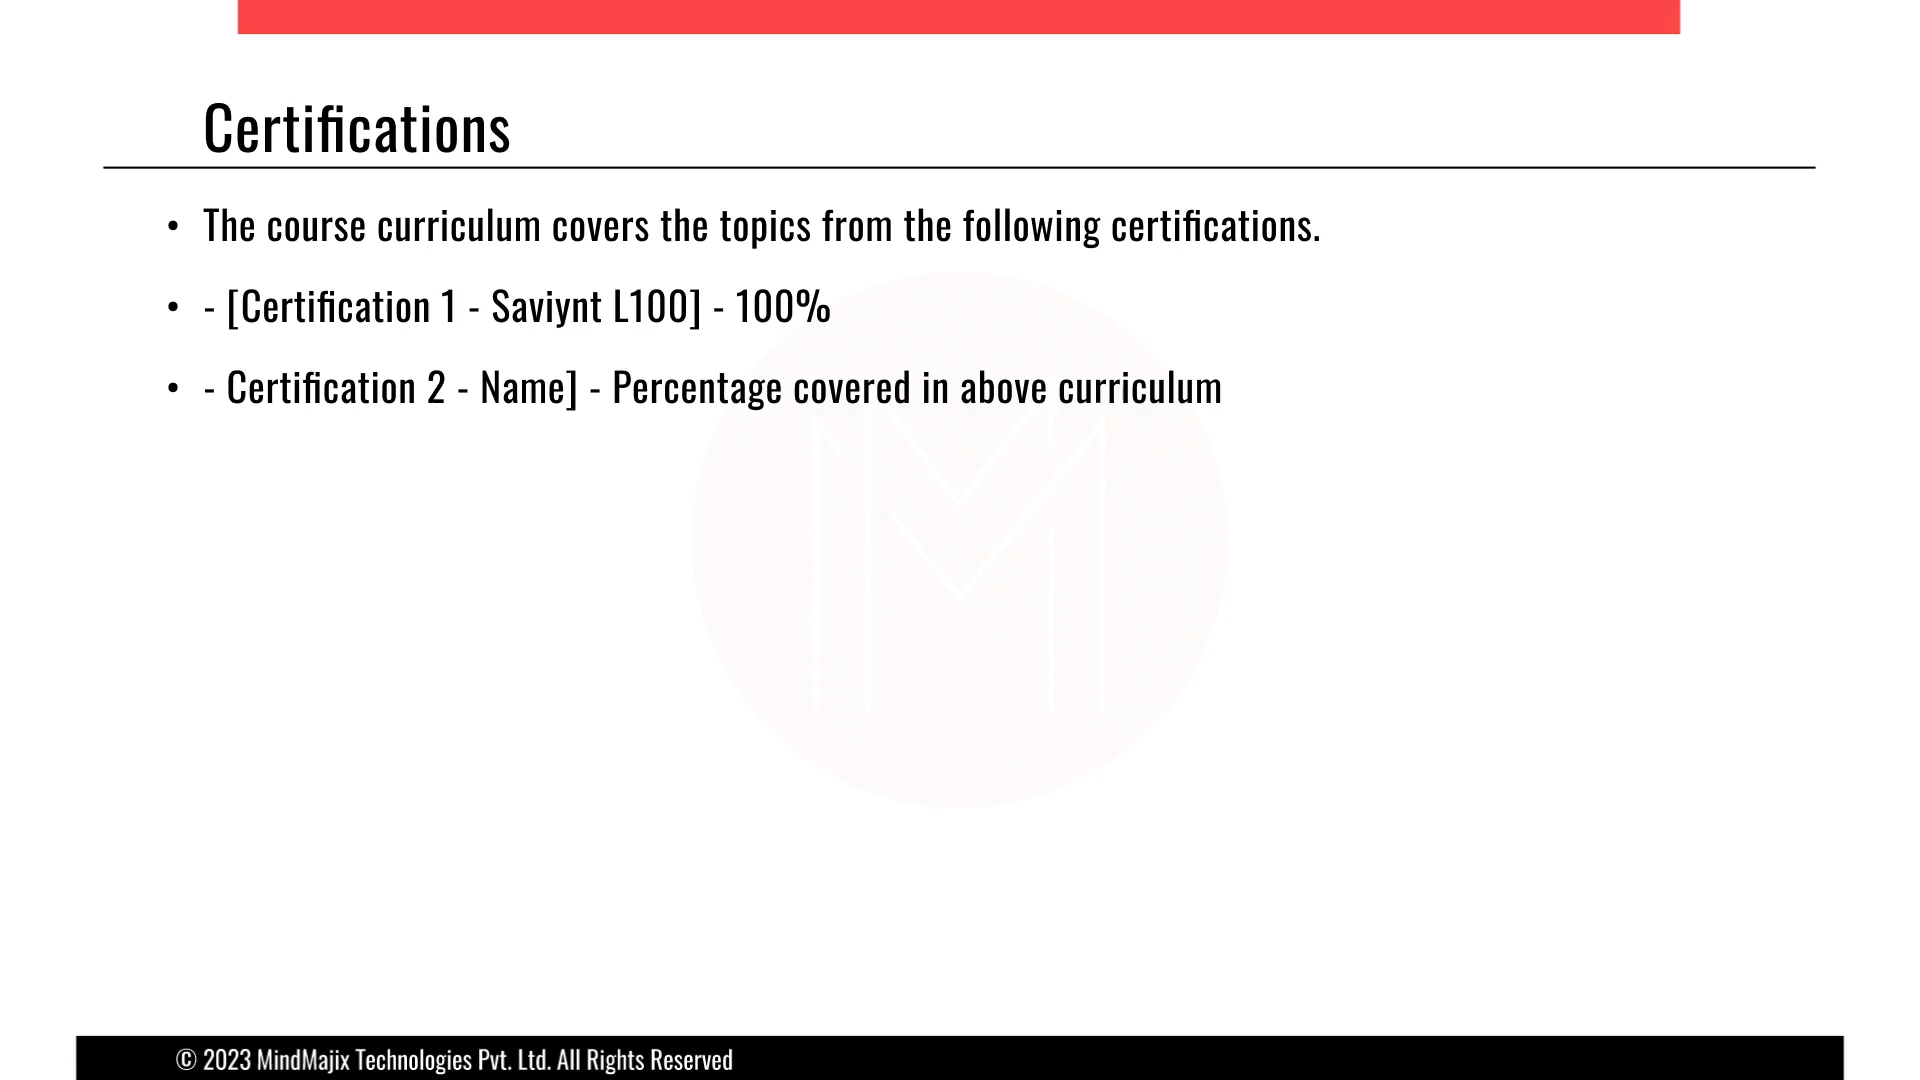 Certifications
• The course curriculum covers the topics from the following certifications.
• - [Certification 1 - Saviynt L100] - 100%
• - Certification 2 - Name] - Percentage covered in above curriculum
© 2023 MindMajix Technologies Pvt. Ltd. All Rights Reserved